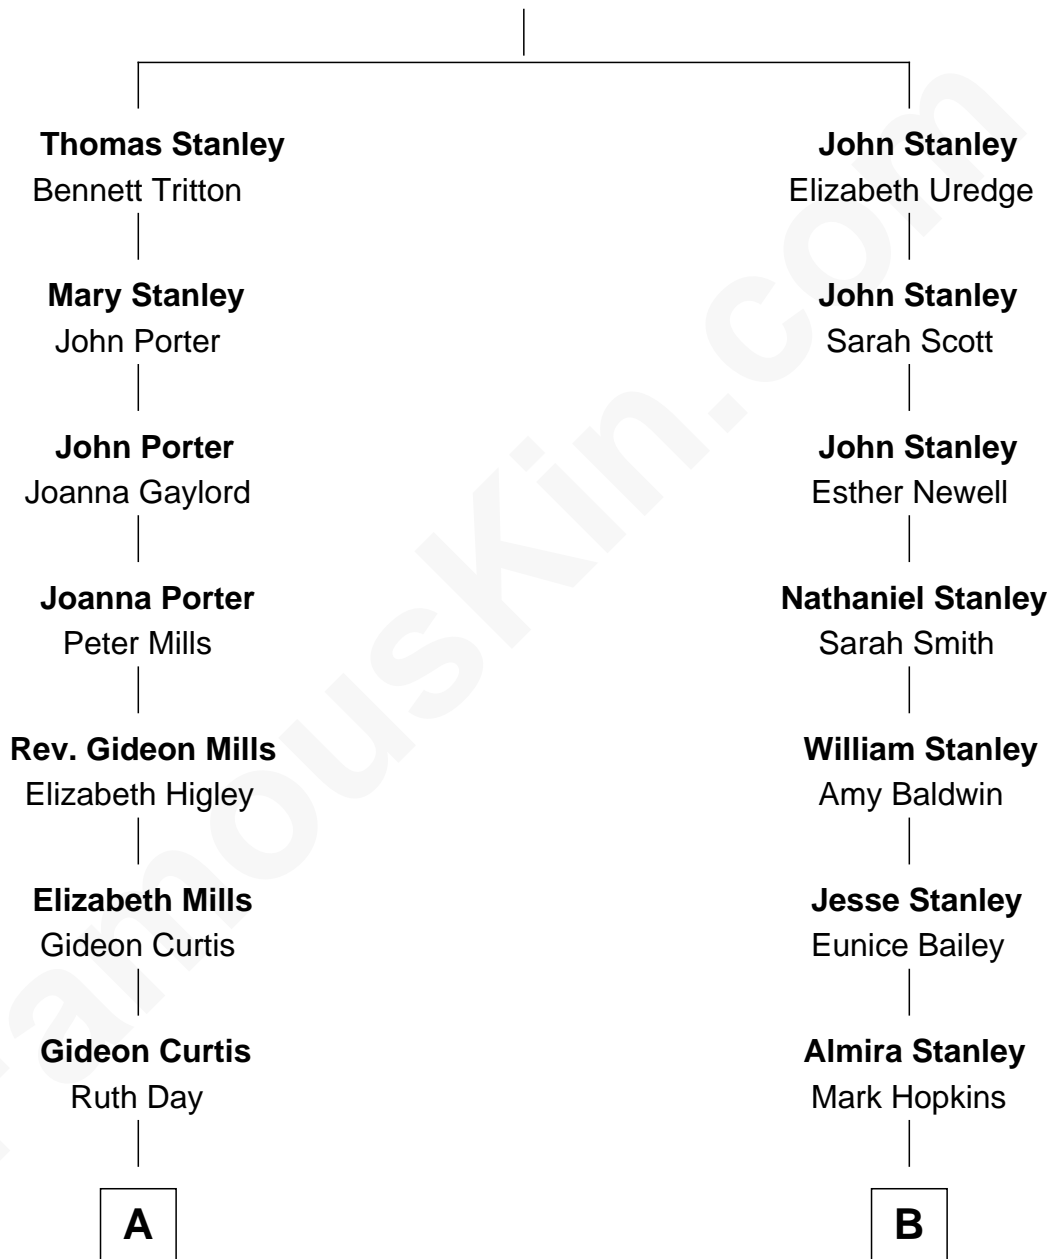 Thomas Stanley
Bennett Tritton
Mary Stanley
John Porter
John Porter
Joanna Gaylord
Joanna Porter
Peter Mills
Rev. Gideon Mills
Elizabeth Higley
Elizabeth Mills
Gideon Curtis
Gideon Curtis
Ruth Day
A
John Stanley
Elizabeth Uredge
John Stanley
Sarah Scott
John Stanley
Esther Newell
Nathaniel Stanley
Sarah Smith
William Stanley
Amy Baldwin
Jesse Stanley
Eunice Bailey
Almira Stanley
Mark Hopkins
B
FamousKin.com